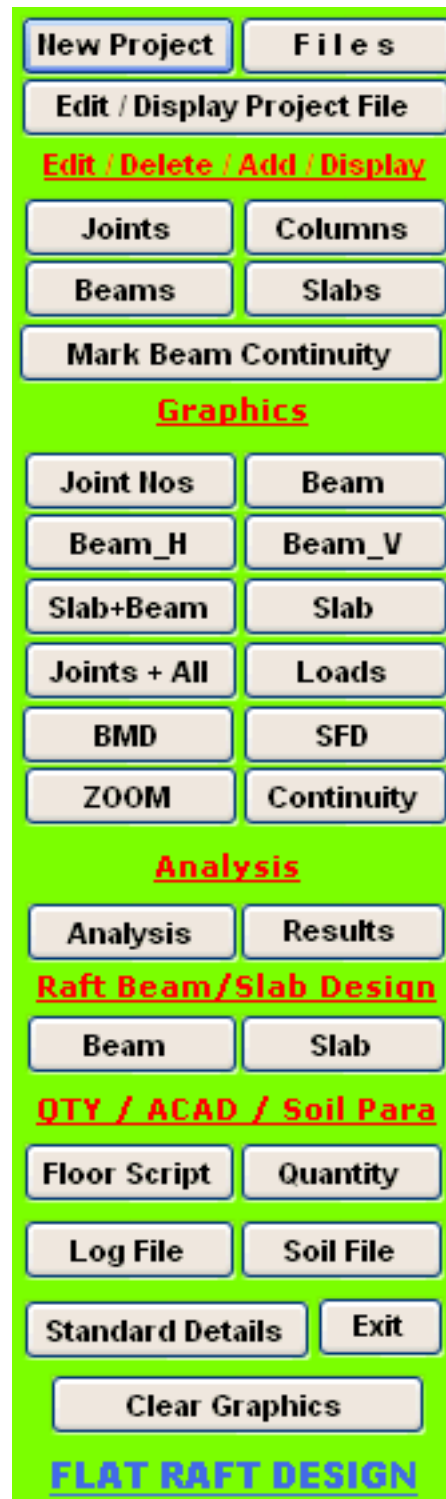 New Project Files
Edit / Display Project File
Edit / Delete / Add / Display
Joints Columns
Beams Slabs
Mark Beam Continuity
Graphics
Joint Nos Beam
Beam_H Beam_V
Slab+Beam Slab
Joints + All Loads
BMD SFD
ZOOM Continuity
Analysis
Analysis Results
Raft Beam/Slab Design
Beam Slab
QTY / ACAD / Soil Para
Floor Script Quantity
Log File Soil File
Standard Details Exit
Clear Graphics
FLAT RAFT DESIGN